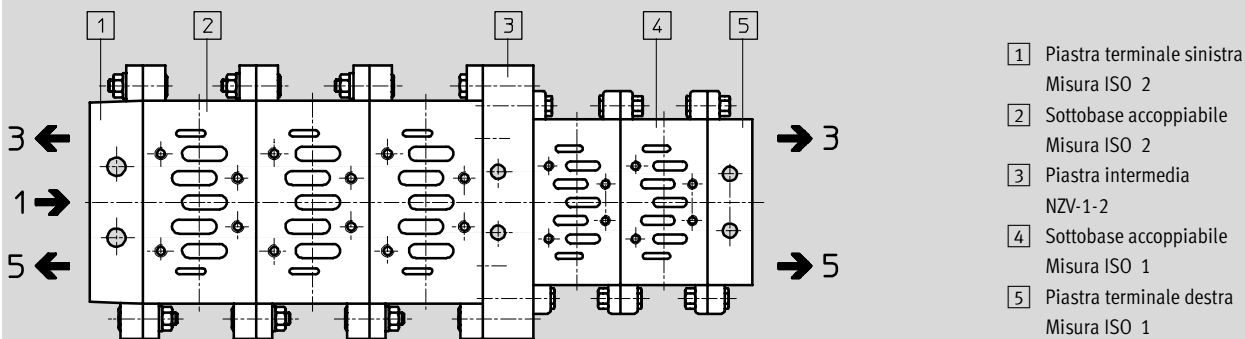 1 2 3 4 5
3 3
1
5 5
1 Piastra terminale sinistra
Misura ISO 2
2 Sottobase accoppiabile
Misura ISO 2
3 Piastra intermedia
NZV-1-2
4 Sottobase accoppiabile
Misura ISO 1
5 Piastra terminale destra
Misura ISO 1